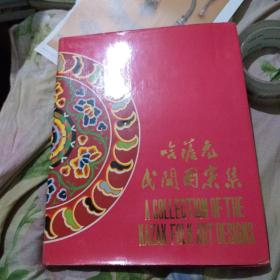 哈萨克
民间图案集
A COLLECTION OF THE
KAZAK FOLK ART DESIGNS